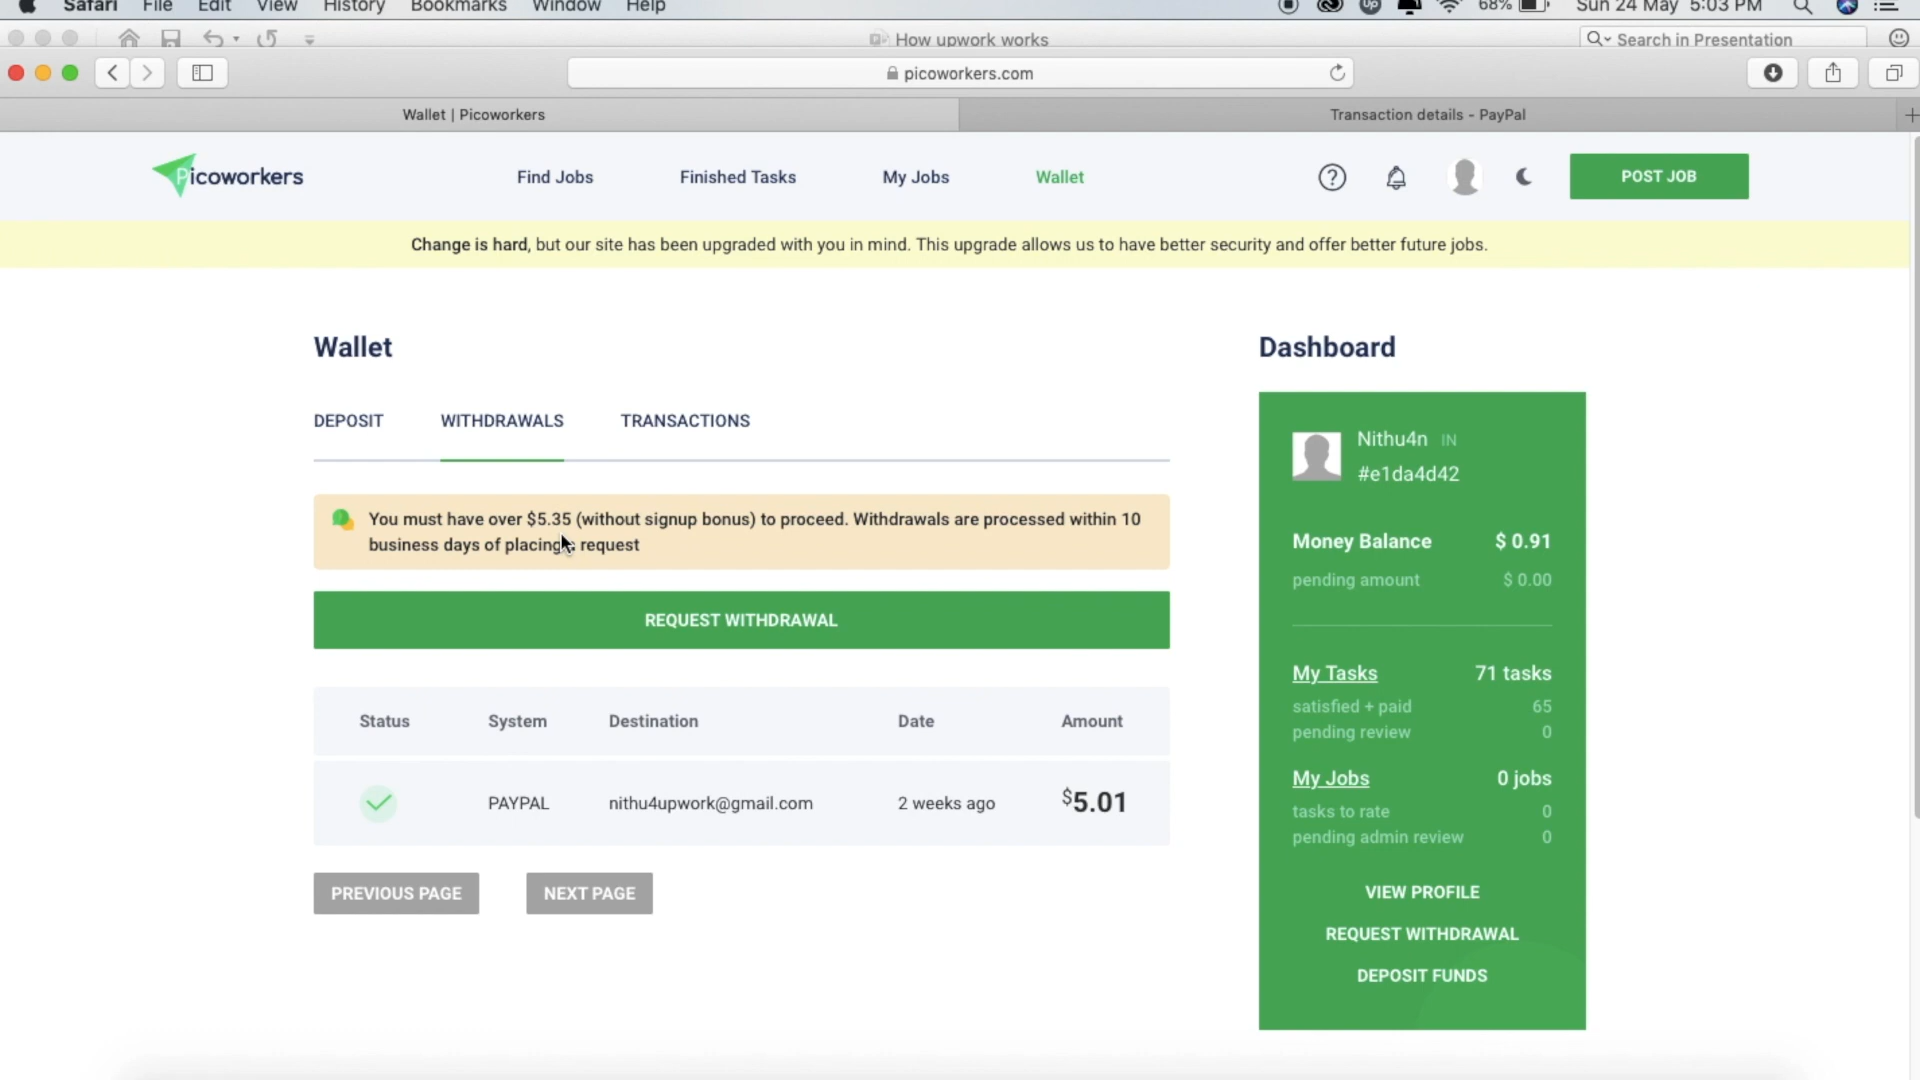 Safari File Edit View History Bookmarks Window Help 68% Sun 24 May 5:03 PM
How upwork works Search in Presentation
picoworkers.com
Wallet | Picoworkers Transaction details - PayPal
Picoworkers Find Jobs Finished Tasks My Jobs Wallet POST JOB
Change is hard, but our site has been upgraded with you in mind. This upgrade allows us to have better security and offer better future jobs.
Wallet
DEPOSIT WITHDRAWALS TRANSACTIONS
You must have over $5.35 (without signup bonus) to proceed. Withdrawals are processed within 10
business days of placing request
REQUEST WITHDRAWAL
Status System Destination Date Amount
PAYPAL nithu4upwork@gmail.com 2 weeks ago $5.01
PREVIOUS PAGE NEXT PAGE
Dashboard
Nithu4n IN
#e1da4d42
Money Balance $ 0.91
pending amount $ 0.00
My Tasks 71 tasks
satisfied + paid 65
pending review 0
My Jobs 0 jobs
tasks to rate 0
pending admin review 0
VIEW PROFILE
REQUEST WITHDRAWAL
DEPOSIT FUNDS